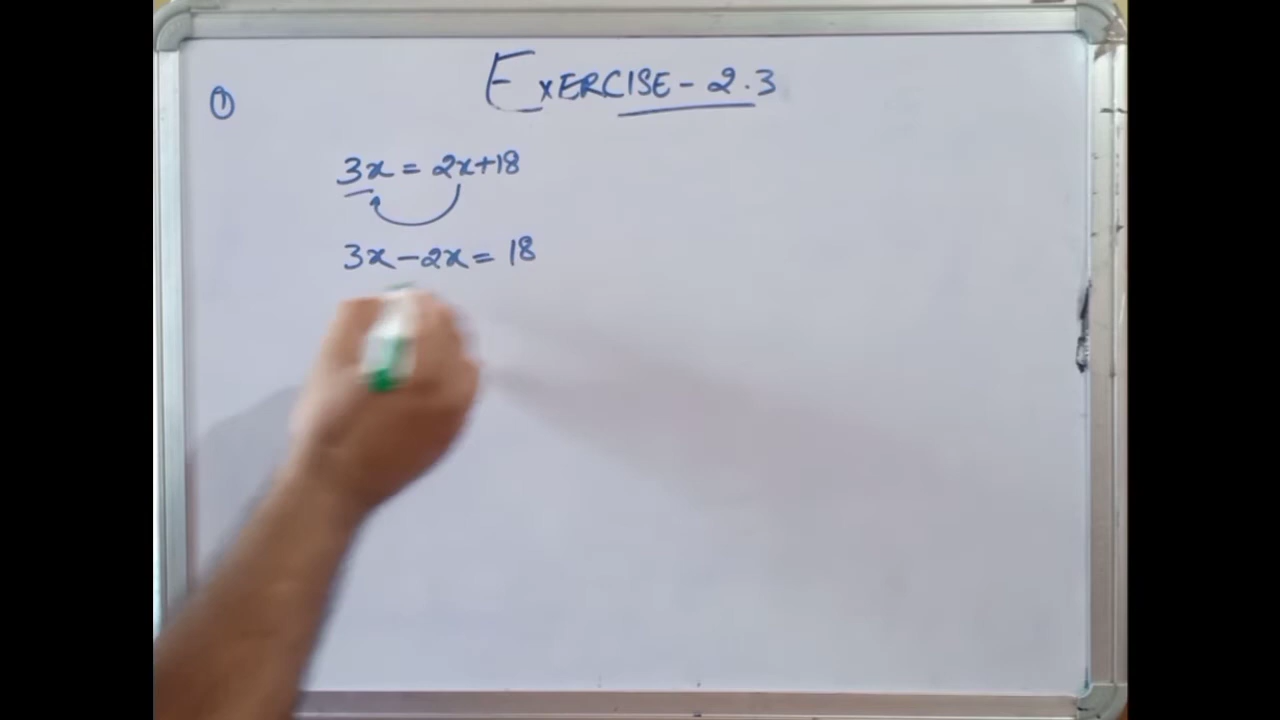 EXERCISE - 2.3
①
3x = 2x+18
3x-2x = 18